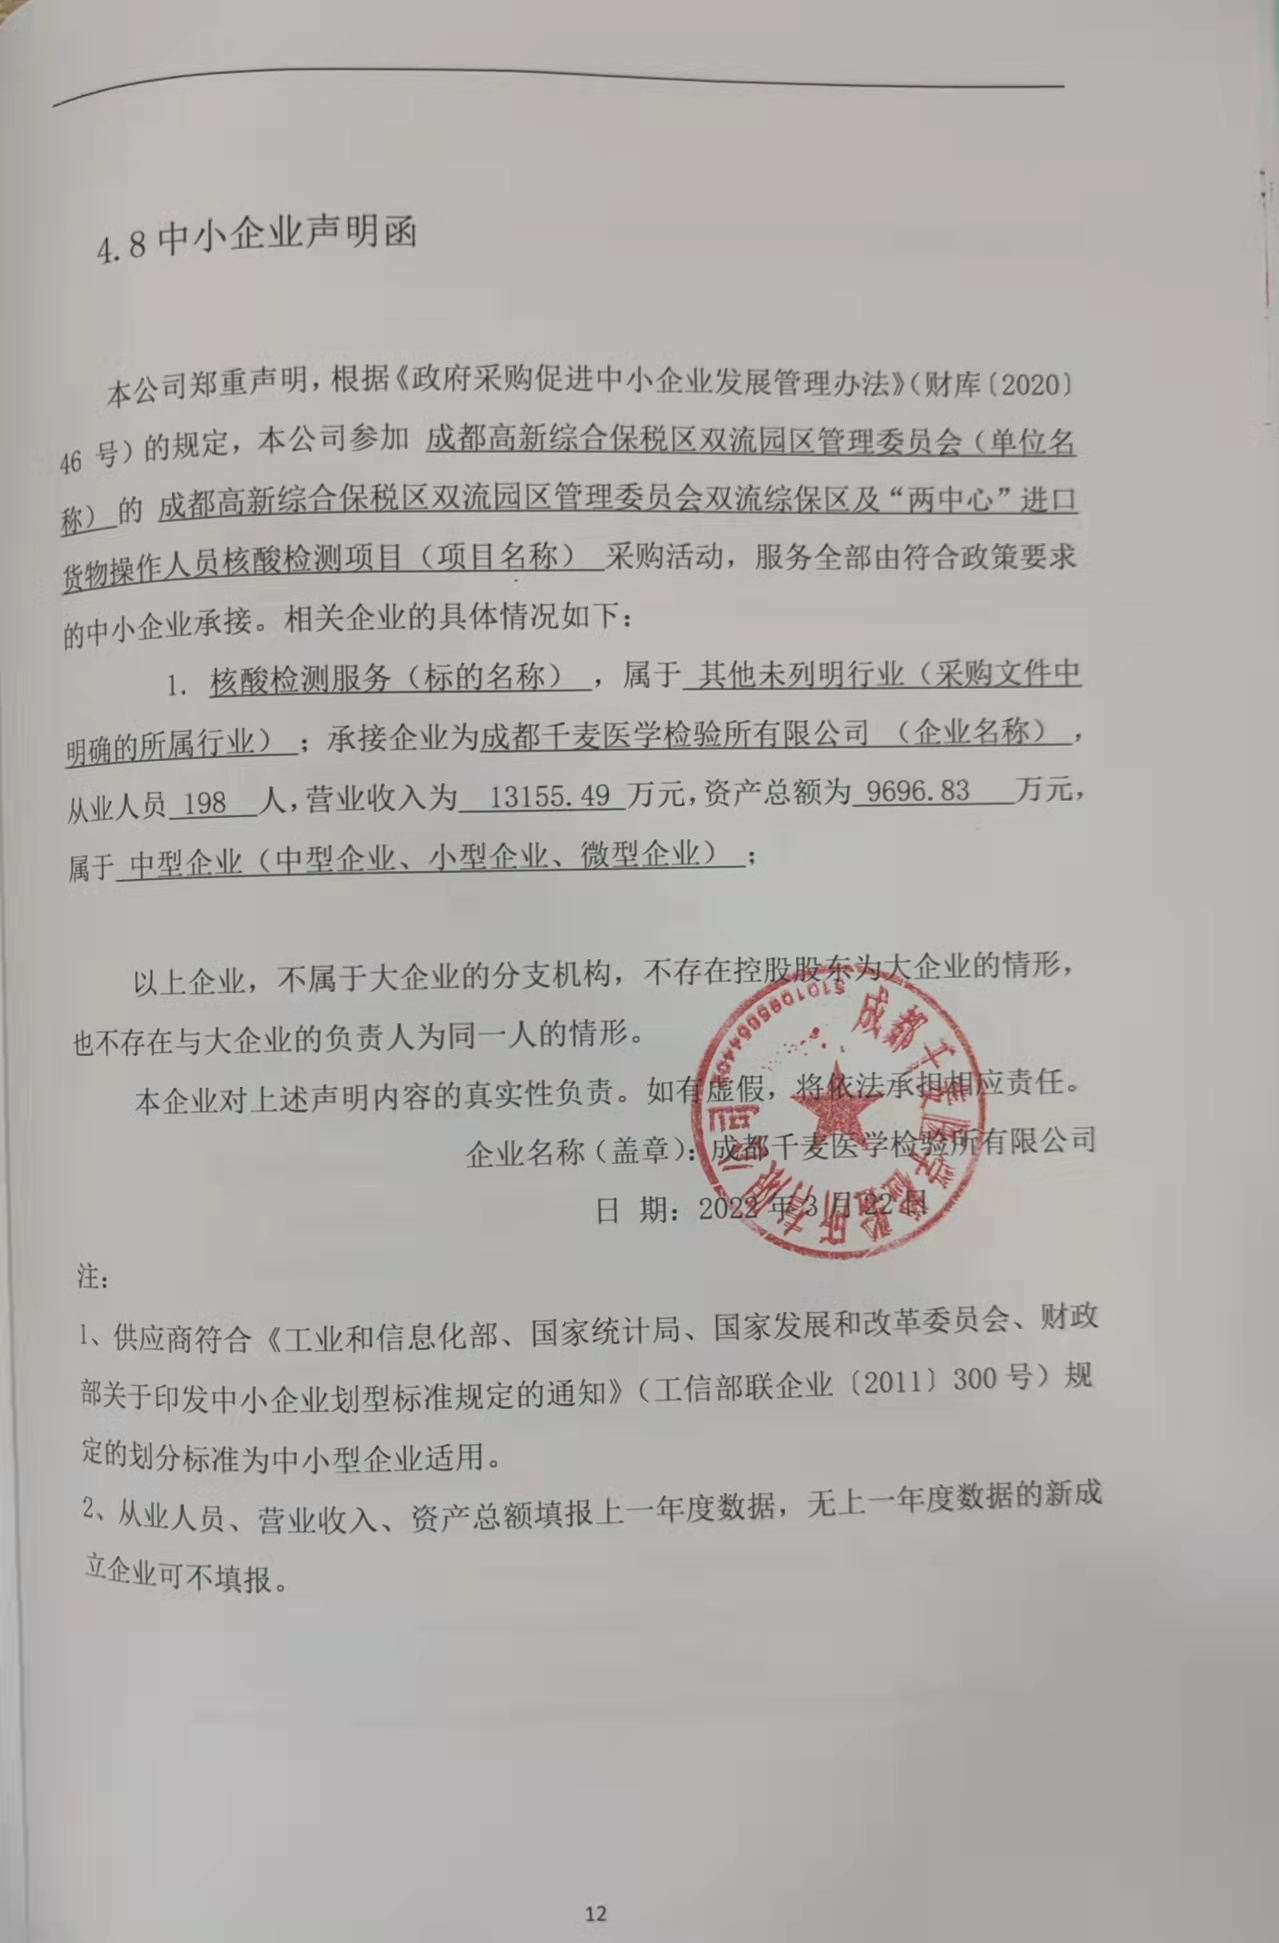 4.8中小企业声明函
本公司郑重声明,根据《政府采购促进中小企业发展管理办法》(财库〔2020〕
46 号)的规定，本公司参加 成都高新综合保税区双流园区管理委员会（单位名
称） 的 成都高新综合保税区双流园区管理委员会双流综保区及“两中心”进口
货物操作人员核酸检测项目（项目名称） 采购活动，服务全部由符合政策要求
的中小企业承接。相关企业的具体情况如下：
1. 核酸检测服务（标的名称） ，属于 其他未列明行业（采购文件中
明确的所属行业） ；承接企业为成都千麦医学检验所有限公司 （企业名称） ，
从业人员 198 人,营业收入为 13155.49 万元,资产总额为 9696.83 万元,
属于 中型企业（中型企业、小型企业、微型企业） ；
以上企业，不属于大企业的分支机构，不存在控股股东为大企业的情形，
也不存在与大企业的负责人为同一人的情形。
本企业对上述声明内容的真实性负责。如有虚假，将依法承担相应责任。
企业名称（盖章）：成都千麦医学检验所有限公司
日 期：2022 年 3 月 22 日
成都千麦医学检验所有限公司
注：
1、供应商符合《工业和信息化部、国家统计局、国家发展和改革委员会、财政
部关于印发中小企业划型标准规定的通知》（工信部联企业〔2011〕300 号）规
定的划分标准为中小型企业适用。
2、从业人员、营业收入、资产总额填报上一年度数据，无上一年度数据的新成
立企业可不填报。
12